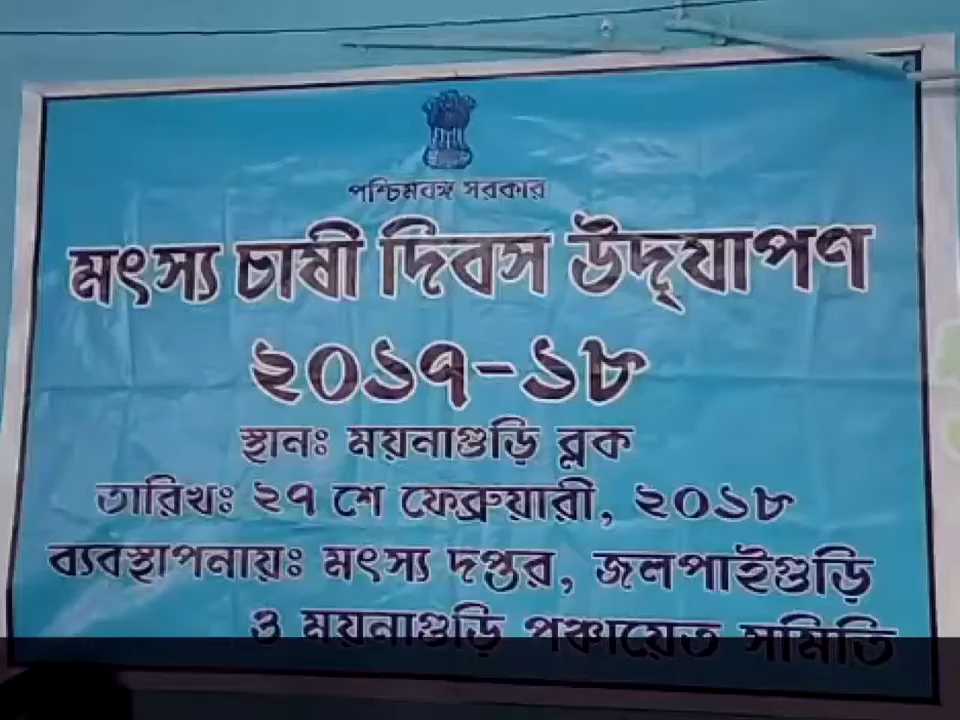 পশ্চিমবঙ্গ সরকার
মৎস্য চাষী দিবস উদ্‌যাপণ
২০১৭-১৮
স্থানঃ ময়নাগুড়ি ব্লক
তারিখঃ ২৭ শে ফেব্রুয়ারী, ২০১৮
ব্যবস্থাপনায়ঃ মৎস্য দপ্তর, জলপাইগুড়ি
ও ময়নাগুড়ি পঞ্চায়েত সমিতি